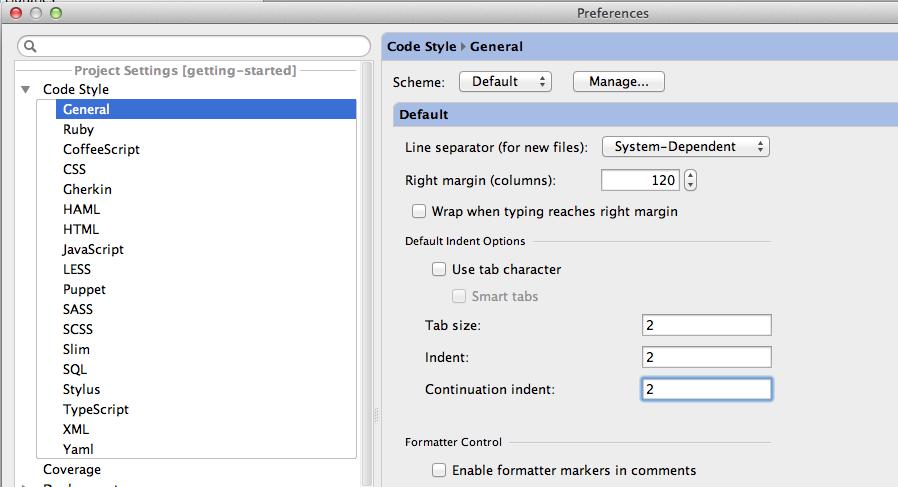 Preferences
Project Settings [getting-started]
Code Style
General
Ruby
CoffeeScript
CSS
Gherkin
HAML
HTML
JavaScript
LESS
Puppet
SASS
SCSS
Slim
SQL
Stylus
TypeScript
XML
Yaml
Coverage
Code Style ▸ General
Scheme: Default Manage...
Default
Line separator (for new files): System-Dependent
Right margin (columns): 120
Wrap when typing reaches right margin
Default Indent Options
Use tab character
Smart tabs
Tab size: 2
Indent: 2
Continuation indent: 2
Formatter Control
Enable formatter markers in comments